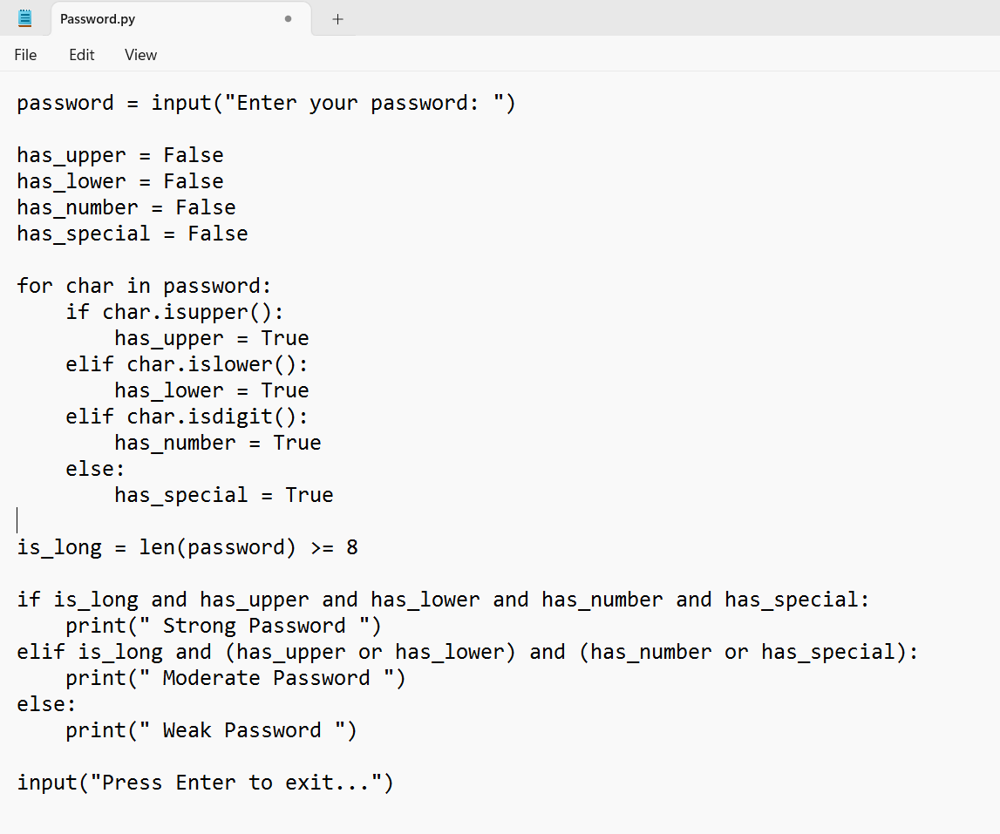 Password.py
File Edit View
password = input("Enter your password: ")
has_upper = False
has_lower = False
has_number = False
has_special = False
for char in password:
    if char.isupper():
        has_upper = True
    elif char.islower():
        has_lower = True
    elif char.isdigit():
        has_number = True
    else:
        has_special = True
is_long = len(password) >= 8
if is_long and has_upper and has_lower and has_number and has_special:
    print(" Strong Password ")
elif is_long and (has_upper or has_lower) and (has_number or has_special):
    print(" Moderate Password ")
else:
    print(" Weak Password ")
input("Press Enter to exit...")